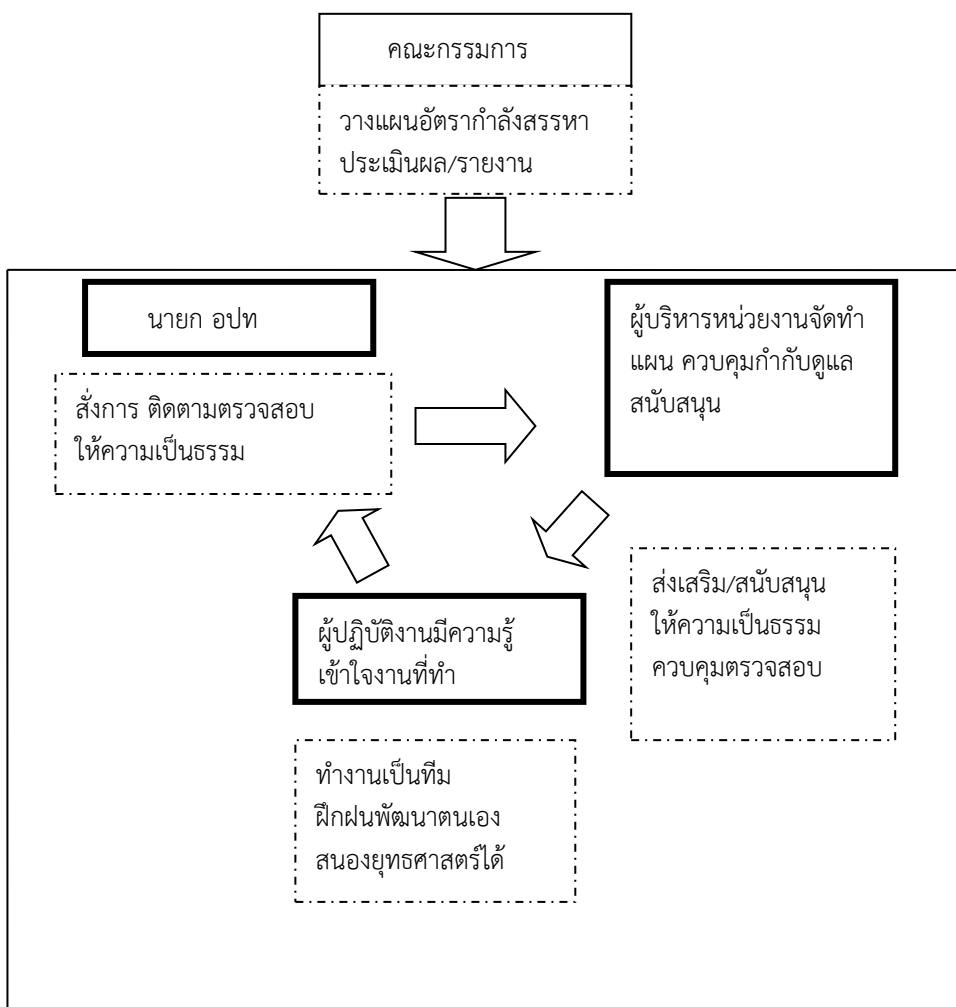 คณะกรรมการ
วางแผนอัตรากำลังสรรหา
ประเมินผล/รายงาน
นายก อปท
สั่งการ ติดตามตรวจสอบ
ให้ความเป็นธรรม
ผู้บริหารหน่วยงานจัดทำ
แผน ควบคุมกำกับดูแล
สนับสนุน
ส่งเสริม/สนับสนุน
ให้ความเป็นธรรม
ควบคุมตรวจสอบ
ผู้ปฏิบัติงานมีความรู้
เข้าใจงานที่ทำ
ทำงานเป็นทีม
ฝึกฝนพัฒนาตนเอง
สนองยุทธศาสตร์ได้